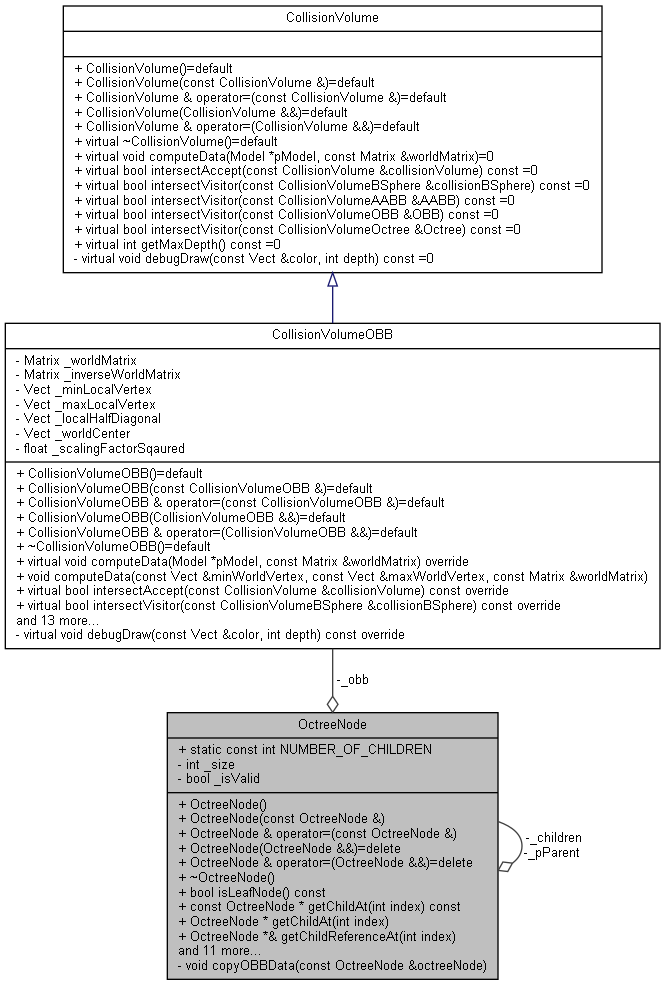 CollisionVolume
+ CollisionVolume()=default
+ CollisionVolume(const CollisionVolume &)=default
+ CollisionVolume & operator=(const CollisionVolume &)=default
+ CollisionVolume(CollisionVolume &&)=default
+ CollisionVolume & operator=(CollisionVolume &&)=default
+ virtual ~CollisionVolume()=default
+ virtual void computeData(Model *pModel, const Matrix &worldMatrix)=0
+ virtual bool intersectAccept(const CollisionVolume &collisionVolume) const =0
+ virtual bool intersectVisitor(const CollisionVolumeBSphere &collisionBSphere) const =0
+ virtual bool intersectVisitor(const CollisionVolumeAABB &AABB) const =0
+ virtual bool intersectVisitor(const CollisionVolumeOBB &OBB) const =0
+ virtual bool intersectVisitor(const CollisionVolumeOctree &Octree) const =0
+ virtual int getMaxDepth() const =0
- virtual void debugDraw(const Vect &color, int depth) const =0
CollisionVolumeOBB
- Matrix _worldMatrix
- Matrix _inverseWorldMatrix
- Vect _minLocalVertex
- Vect _maxLocalVertex
- Vect _localHalfDiagonal
- Vect _worldCenter
- float _scalingFactorSqaured
+ CollisionVolumeOBB()=default
+ CollisionVolumeOBB(const CollisionVolumeOBB &)=default
+ CollisionVolumeOBB & operator=(const CollisionVolumeOBB &)=default
+ CollisionVolumeOBB(CollisionVolumeOBB &&)=default
+ CollisionVolumeOBB & operator=(CollisionVolumeOBB &&)=default
+ ~CollisionVolumeOBB()=default
+ virtual void computeData(Model *pModel, const Matrix &worldMatrix) override
+ void computeData(const Vect &minWorldVertex, const Vect &maxWorldVertex, const Matrix &worldMatrix)
+ virtual bool intersectAccept(const CollisionVolume &collisionVolume) const override
+ virtual bool intersectVisitor(const CollisionVolumeBSphere &collisionBSphere) const override
and 13 more...
- virtual void debugDraw(const Vect &color, int depth) const override
-_obb
OctreeNode
+ static const int NUMBER_OF_CHILDREN
- int _size
- bool _isValid
+ OctreeNode()
+ OctreeNode(const OctreeNode &)
+ OctreeNode & operator=(const OctreeNode &)
+ OctreeNode(OctreeNode &&)=delete
+ OctreeNode & operator=(OctreeNode &&)=delete
+ ~OctreeNode()
+ bool isLeafNode() const
+ const OctreeNode * getChildAt(int index) const
+ OctreeNode * getChildAt(int index)
+ OctreeNode *& getChildReferenceAt(int index)
and 11 more...
- void copyOBBData(const OctreeNode &octreeNode)
-_children
-_pParent